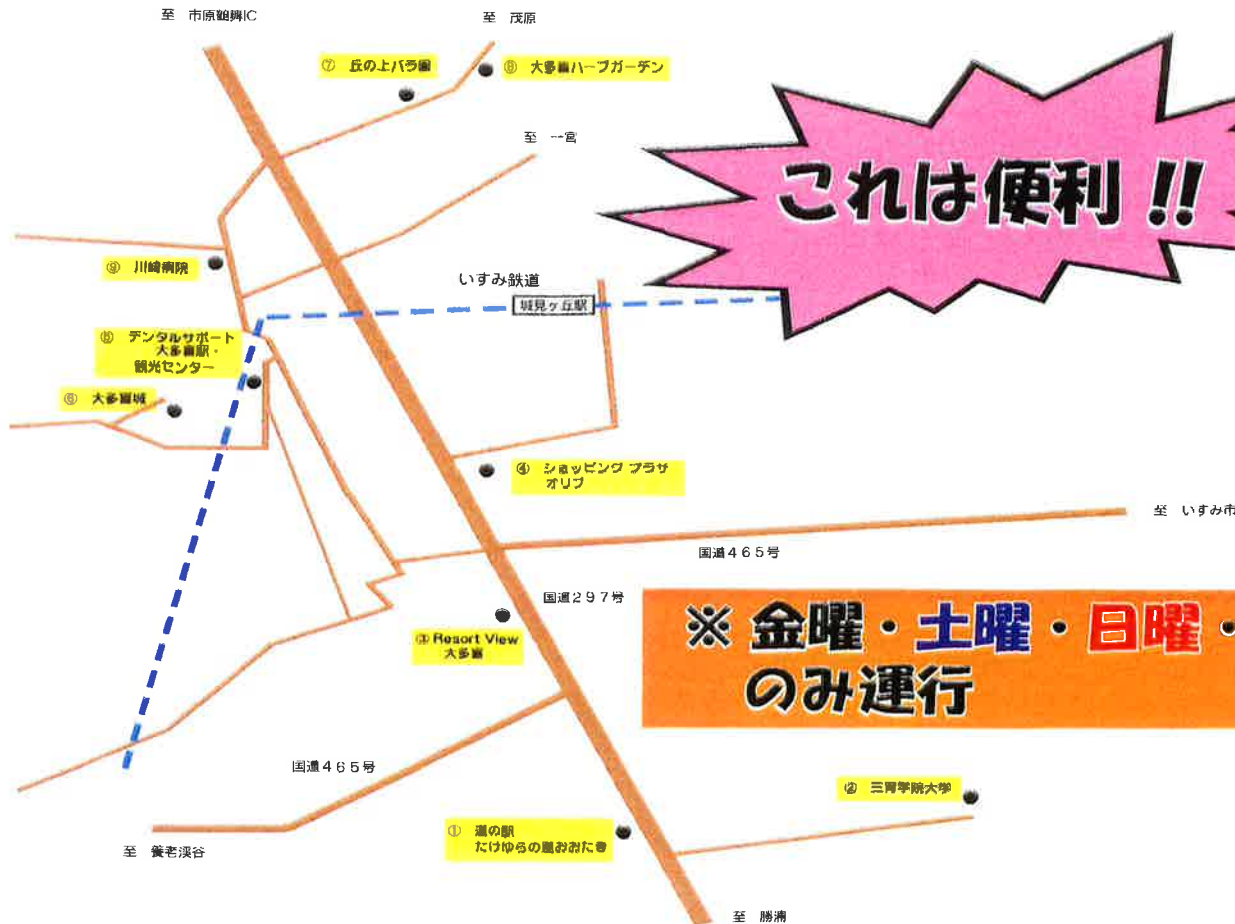 至 市原鶴舞IC
至 茂原
⑦ 丘の上バラ園
⑧ 大多喜ハーブガーデン
至 一宮
これは便利!!
⑨ 川崎病院
いすみ鉄道
城見ヶ丘駅
⑤ デンタルサポート
大多喜駅・
観光センター
⑥ 大多喜城
④ ショッピング プラザ
オリブ
至 いすみ市
国道465号
国道297号
※ 金曜・土曜・日曜・
のみ運行
③ Resort View
大多喜
国道465号
② 三育学院大学
① 道の駅
たけゆらの里おおたき
至 養老渓谷
至 勝浦